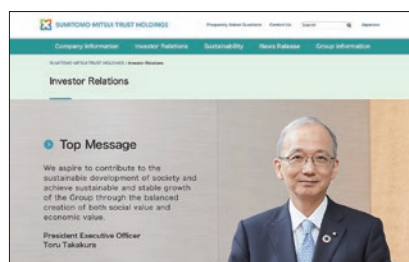 SUMITOMO MITSUI TRUST HOLDINGS
Frequently Asked Questions Contact Us Search Japanese
Company Information Investor Relations Sustainability News Release Group Information
SUMITOMO MITSUI TRUST HOLDINGS / Investor Relations
Investor Relations
Top Message
We aspire to contribute to the
sustainable development of society and
achieve sustainable and stable growth
of the Group through the balanced
creation of both social value and
economic value.
President Executive Officer
Toru Takakura